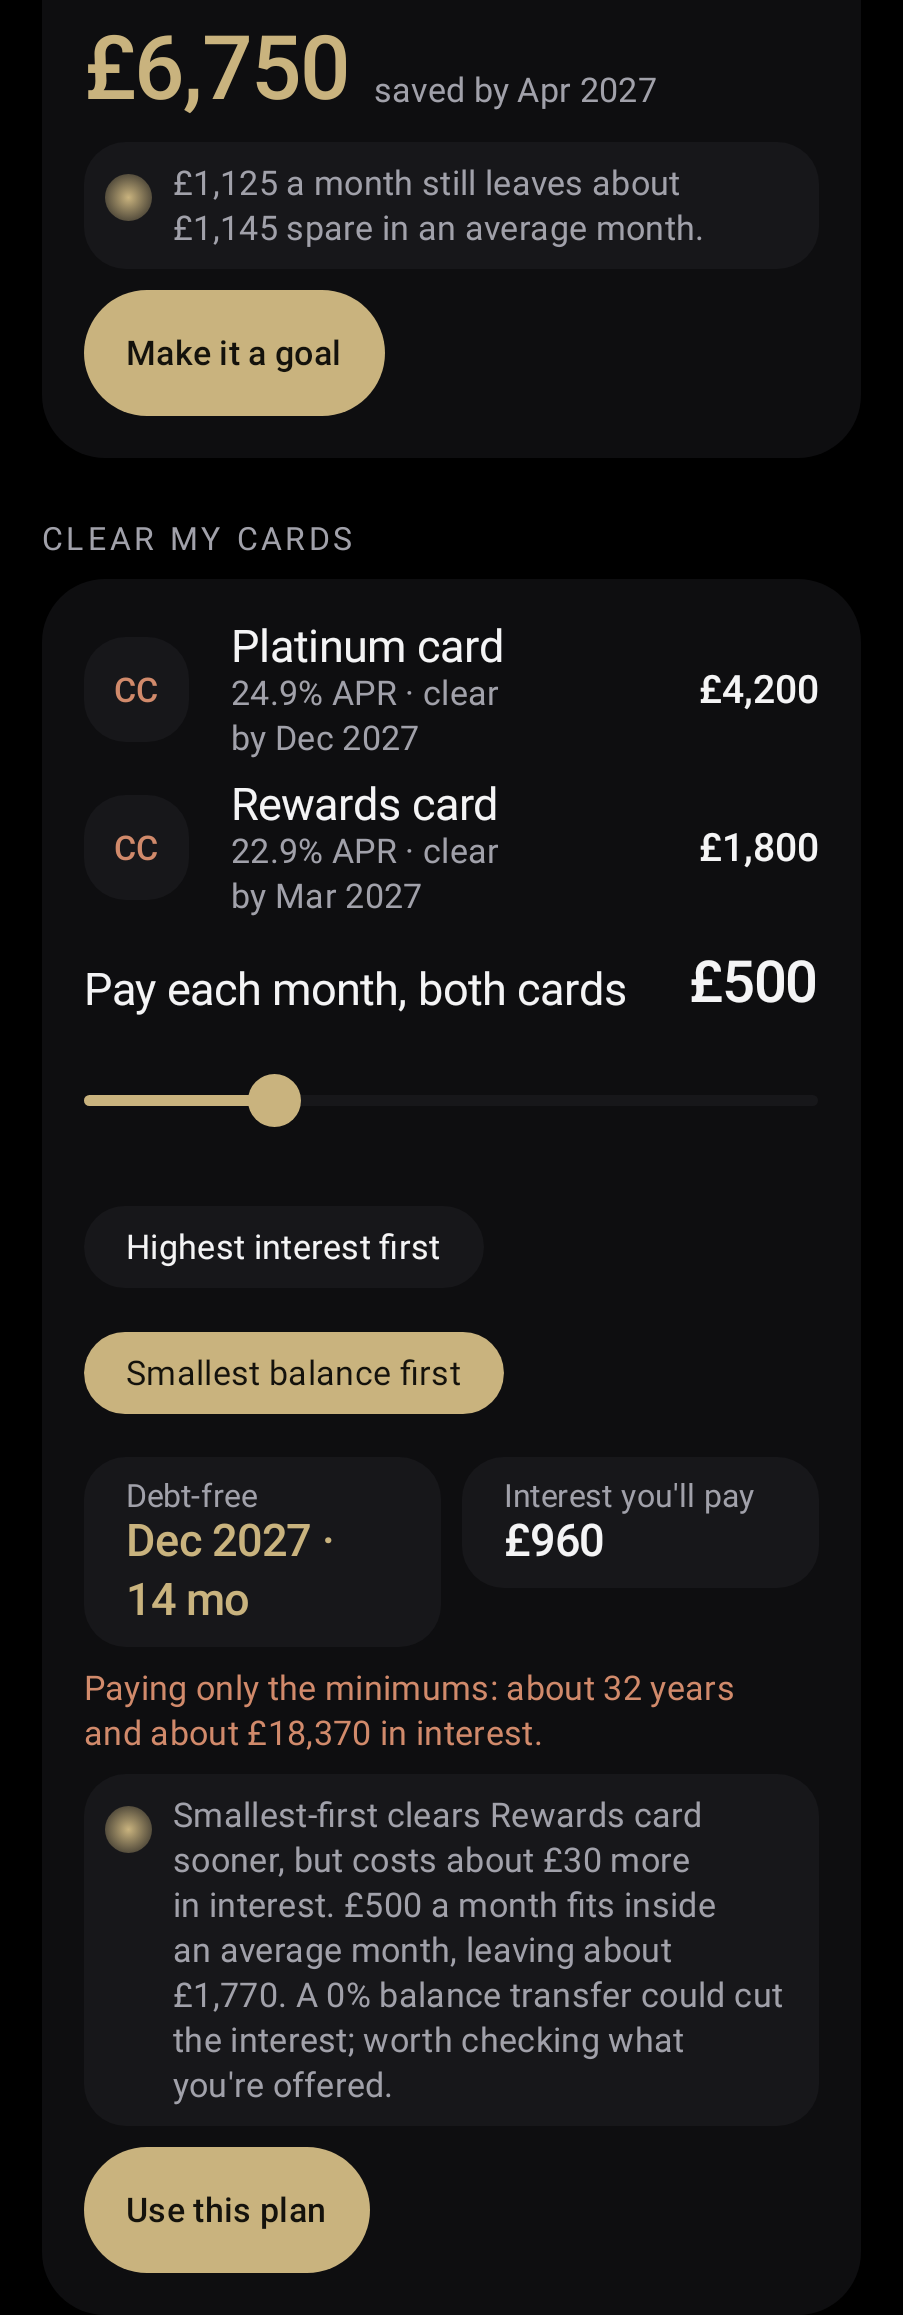 £6,750 saved by Apr 2027
£1,125 a month still leaves about
£1,145 spare in an average month.
Make it a goal
CLEAR MY CARDS
CC
Platinum card
24.9% APR · clear
by Dec 2027
£4,200
CC
Rewards card
22.9% APR · clear
by Mar 2027
£1,800
Pay each month, both cards £500
Highest interest first
Smallest balance first
Debt-free
Dec 2027 ·
14 mo
Interest you'll pay
£960
Paying only the minimums: about 32 years
and about £18,370 in interest.
Smallest-first clears Rewards card
sooner, but costs about £30 more
in interest. £500 a month fits inside
an average month, leaving about
£1,770. A 0% balance transfer could cut
the interest; worth checking what
you're offered.
Use this plan